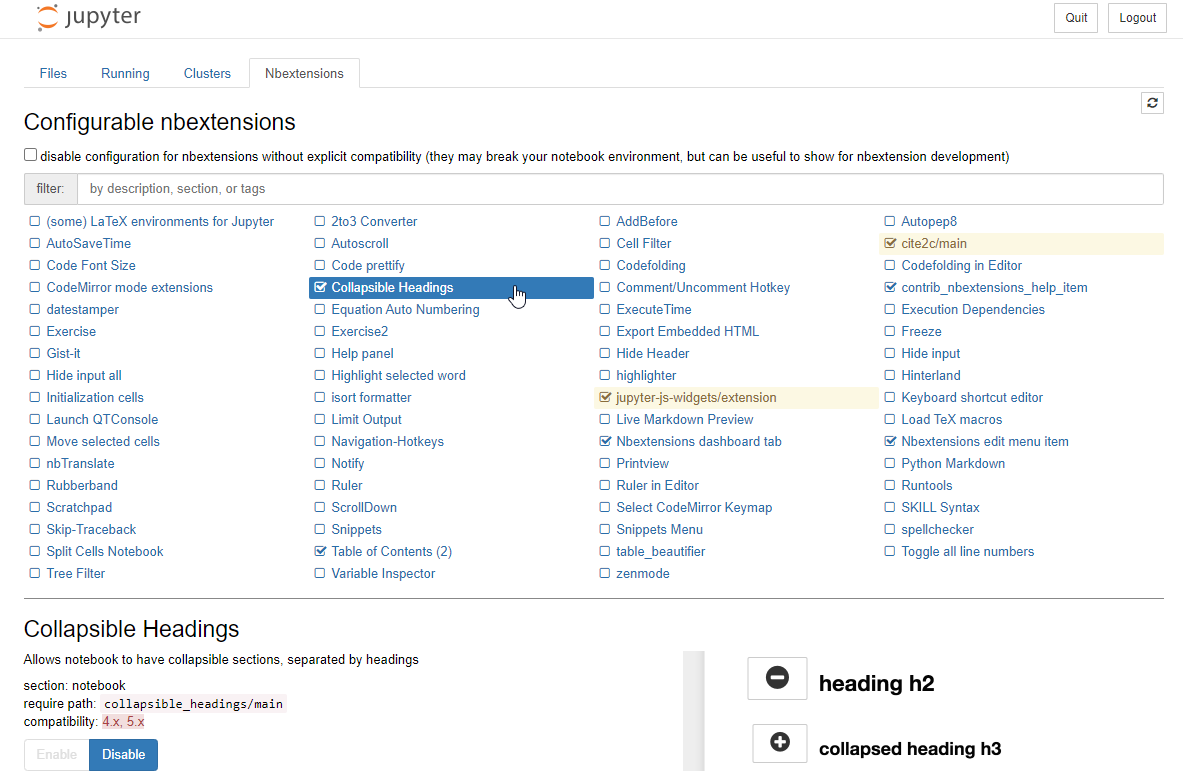 jupyter
Quit Logout
Files Running Clusters Nbextensions
Configurable nbextensions
disable configuration for nbextensions without explicit compatibility (they may break your notebook environment, but can be useful to show for nbextension development)
filter: by description, section, or tags
(some) LaTeX environments for Jupyter 2to3 Converter AddBefore Autopep8
AutoSaveTime Autoscroll Cell Filter cite2c/main
Code Font Size Code prettify Codefolding Codefolding in Editor
CodeMirror mode extensions Collapsible Headings Comment/Uncomment Hotkey contrib_nbextensions_help_item
datestamper Equation Auto Numbering ExecuteTime Execution Dependencies
Exercise Exercise2 Export Embedded HTML Freeze
Gist-it Help panel Hide Header Hide input
Hide input all Highlight selected word highlighter Hinterland
Initialization cells isort formatter jupyter-js-widgets/extension Keyboard shortcut editor
Launch QTConsole Limit Output Live Markdown Preview Load TeX macros
Move selected cells Navigation-Hotkeys Nbextensions dashboard tab Nbextensions edit menu item
nbTranslate Notify Printview Python Markdown
Rubberband Ruler Ruler in Editor Runtools
Scratchpad ScrollDown Select CodeMirror Keymap SKILL Syntax
Skip-Traceback Snippets Snippets Menu spellchecker
Split Cells Notebook Table of Contents (2) table_beautifier Toggle all line numbers
Tree Filter Variable Inspector zenmode
Collapsible Headings
Allows notebook to have collapsible sections, separated by headings
section: notebook
require path: collapsible_headings/main
compatibility: 4.x, 5.x
Enable Disable
heading h2
collapsed heading h3